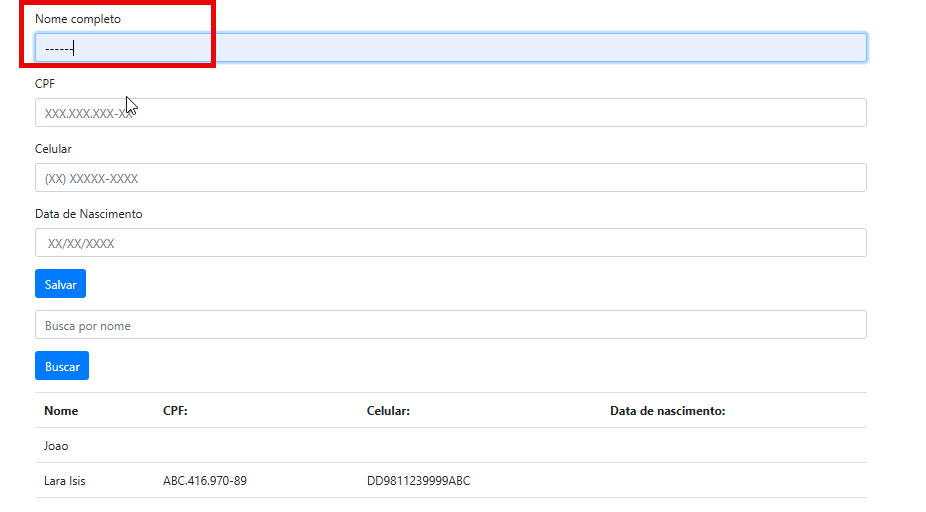 Nome completo
------
CPF
XXX.XXX.XXX-XX
Celular
(XX) XXXXX-XXXX
Data de Nascimento
XX/XX/XXXX
Salvar
Busca por nome
Buscar
Nome CPF: Celular: Data de nascimento:
Joao
Lara Isis ABC.416.970-89 DD9811239999ABC